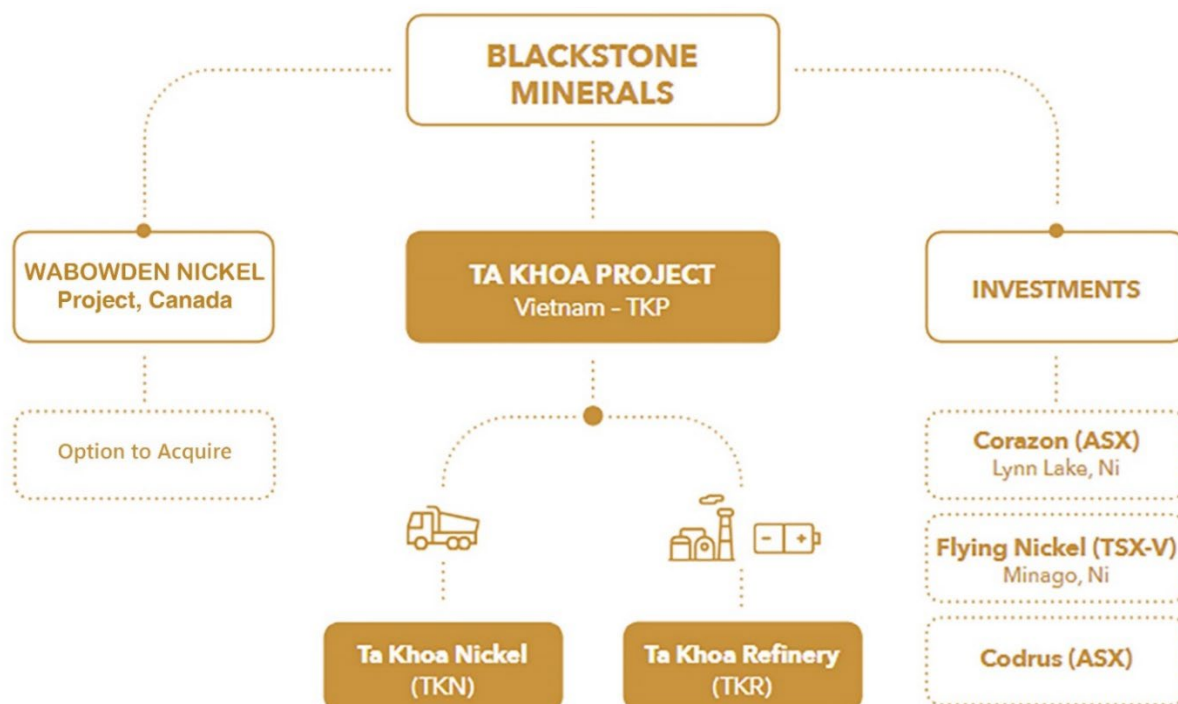 BLACKSTONE
MINERALS
WABOWDEN NICKEL
Project, Canada
Option to Acquire
TA KHOA PROJECT
Vietnam – TKP
Ta Khoa Nickel
(TKN)
Ta Khoa Refinery
(TKR)
INVESTMENTS
Corazon (ASX)
Lynn Lake, Ni
Flying Nickel (TSX-V)
Minago, Ni
Codrus (ASX)